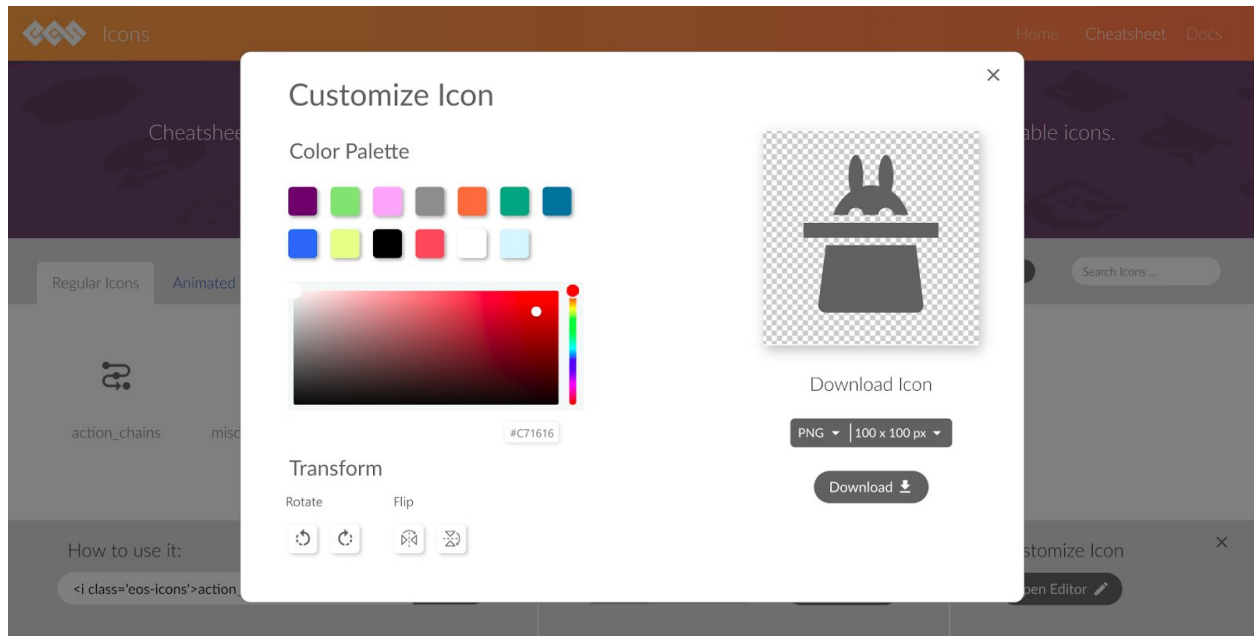 eos Icons
Home Cheatsheet Docs
able icons.
Regular Icons Animated
Search Icons ...
action_chains
How to use it:
<i class='eos-icons'>action_
Customize Icon
Color Palette
#C71616
Transform
Rotate Flip
Download Icon
PNG 100 x 100 px
Download
stomize Icon
pen Editor